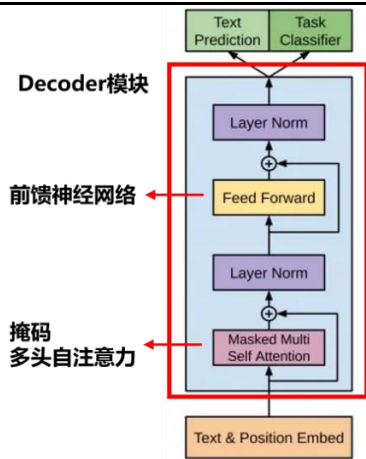 Text
Prediction
Task
Classifier
Decoder模块
Layer Norm
前馈神经网络
Feed Forward
Layer Norm
掩码
多头自注意力
Masked Multi
Self Attention
Text & Position Embed